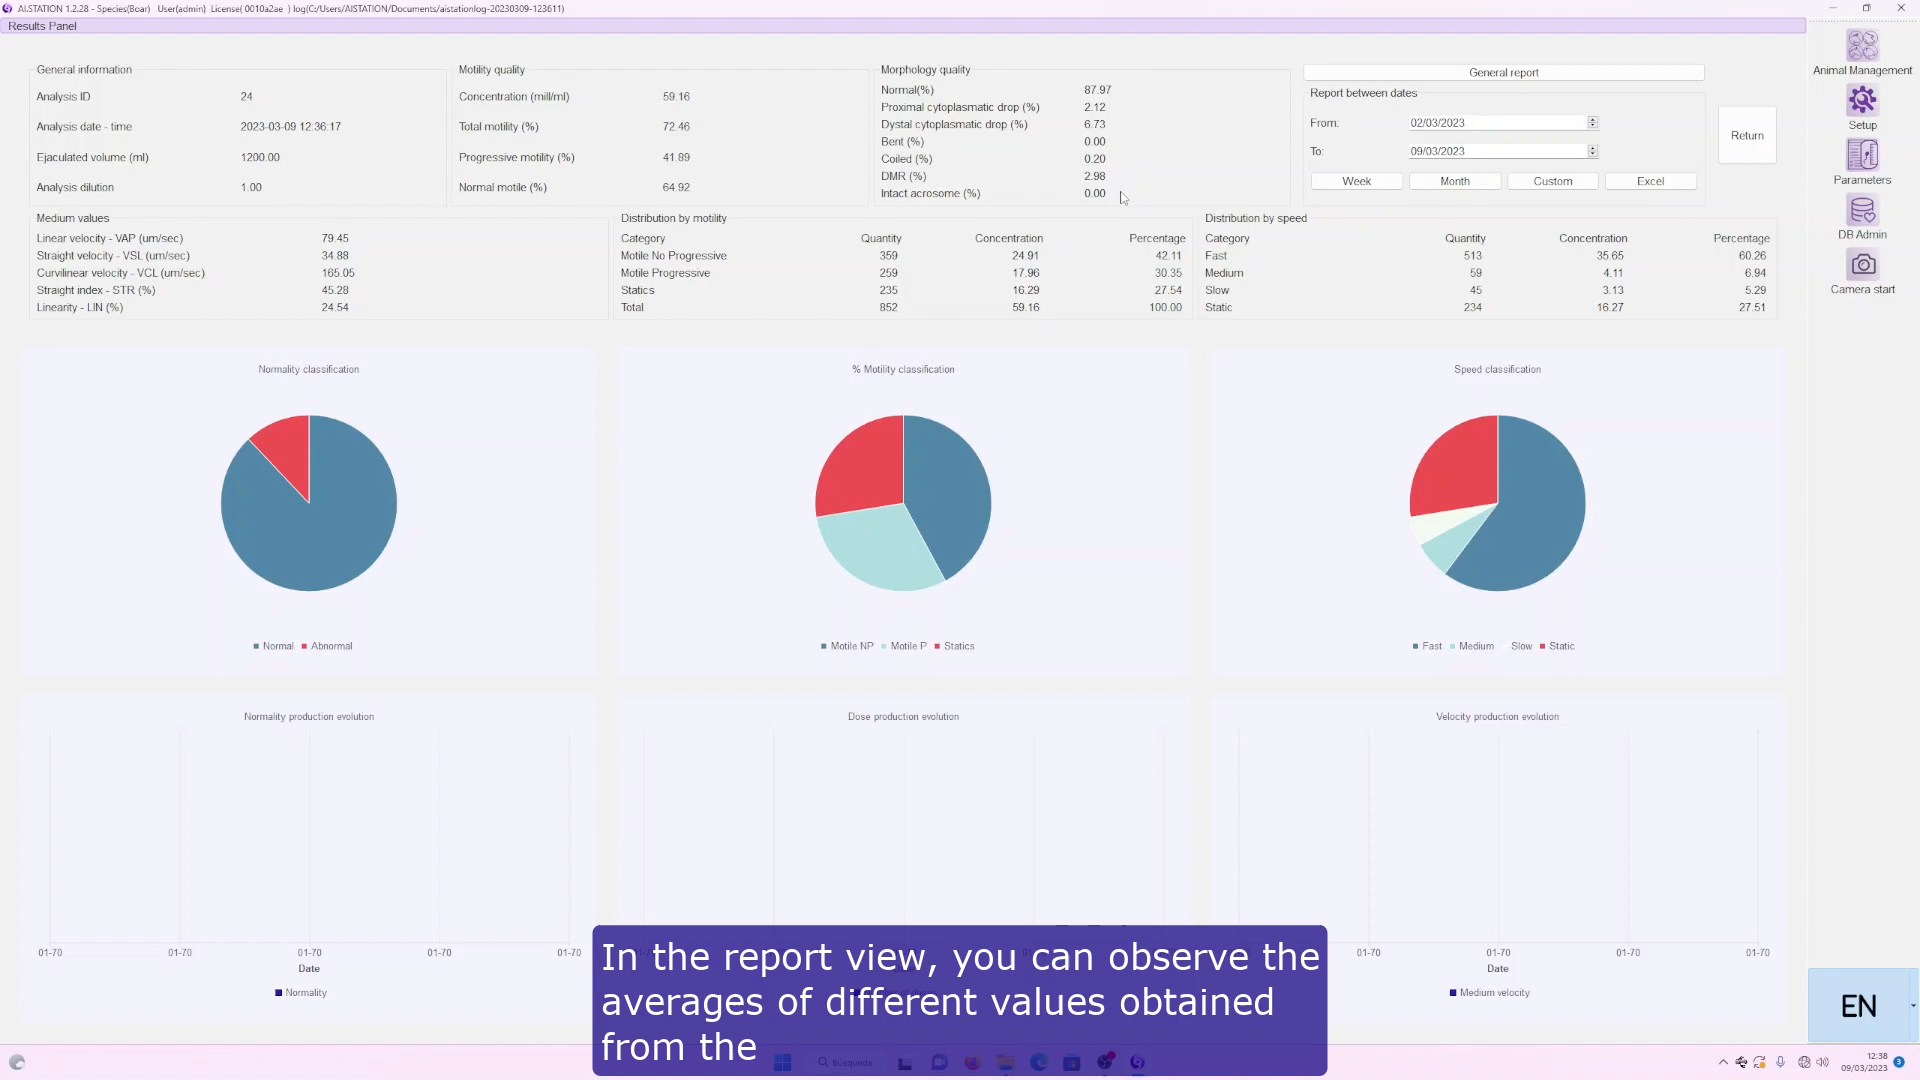 AI.STATION 1.2.28 - Species(Boar) User(admin) License( 0010a2ae ) log(C:/Users/AISTATION/Documents/aistationlog-20230309-123611)
Results Panel
General information
Analysis ID 24
Analysis date - time 2023-03-09 12:36:17
Ejaculated volume (ml) 1200.00
Analysis dilution 1.00
Motility quality
Concentration (mill/ml) 59.16
Total motility (%) 72.46
Progressive motility (%) 41.89
Normal motile (%) 64.92
Morphology quality
Normal(%) 87.97
Proximal cytoplasmatic drop (%) 2.12
Dystal cytoplasmatic drop (%) 6.73
Bent (%) 0.00
Coiled (%) 0.20
DMR (%) 2.98
Intact acrosome (%) 0.00
General report
Report between dates
From: 02/03/2023
To: 09/03/2023
Week Month Custom Excel
Return
Animal Management
Setup
Parameters
DB Admin
Camera start
Medium values
Linear velocity - VAP (um/sec) 79.45
Straight velocity - VSL (um/sec) 34.88
Curvilinear velocity - VCL (um/sec) 165.05
Straight index - STR (%) 45.28
Linearity - LIN (%) 24.54
Distribution by motility
Category Quantity Concentration Percentage
Motile No Progressive 359 24.91 42.11
Motile Progressive 259 17.96 30.35
Statics 235 16.29 27.54
Total 852 59.16 100.00
Distribution by speed
Category Quantity Concentration Percentage
Fast 513 35.65 60.26
Medium 59 4.11 6.94
Slow 45 3.13 5.29
Static 234 16.27 27.51
Normality classification
Normal Abnormal
% Motility classification
Motile NP Motile P Statics
Speed classification
Fast Medium Slow Static
Normality production evolution
01-70 01-70 01-70 01-70 01-70
Date
Normality
Dose production evolution
Velocity production evolution
01-70 01-70 01-70 01-70 01-70
Date
Medium velocity
In the report view, you can observe the
averages of different values obtained
from the
EN
Búsqueda
12:38
09/03/2023
3